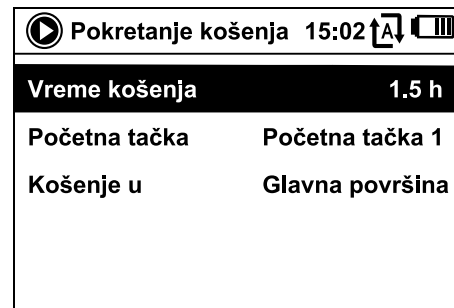 Pokretanje košenja 15:02 A
Vreme košenja 1.5 h
Početna tačka Početna tačka 1
Košenje u Glavna površina